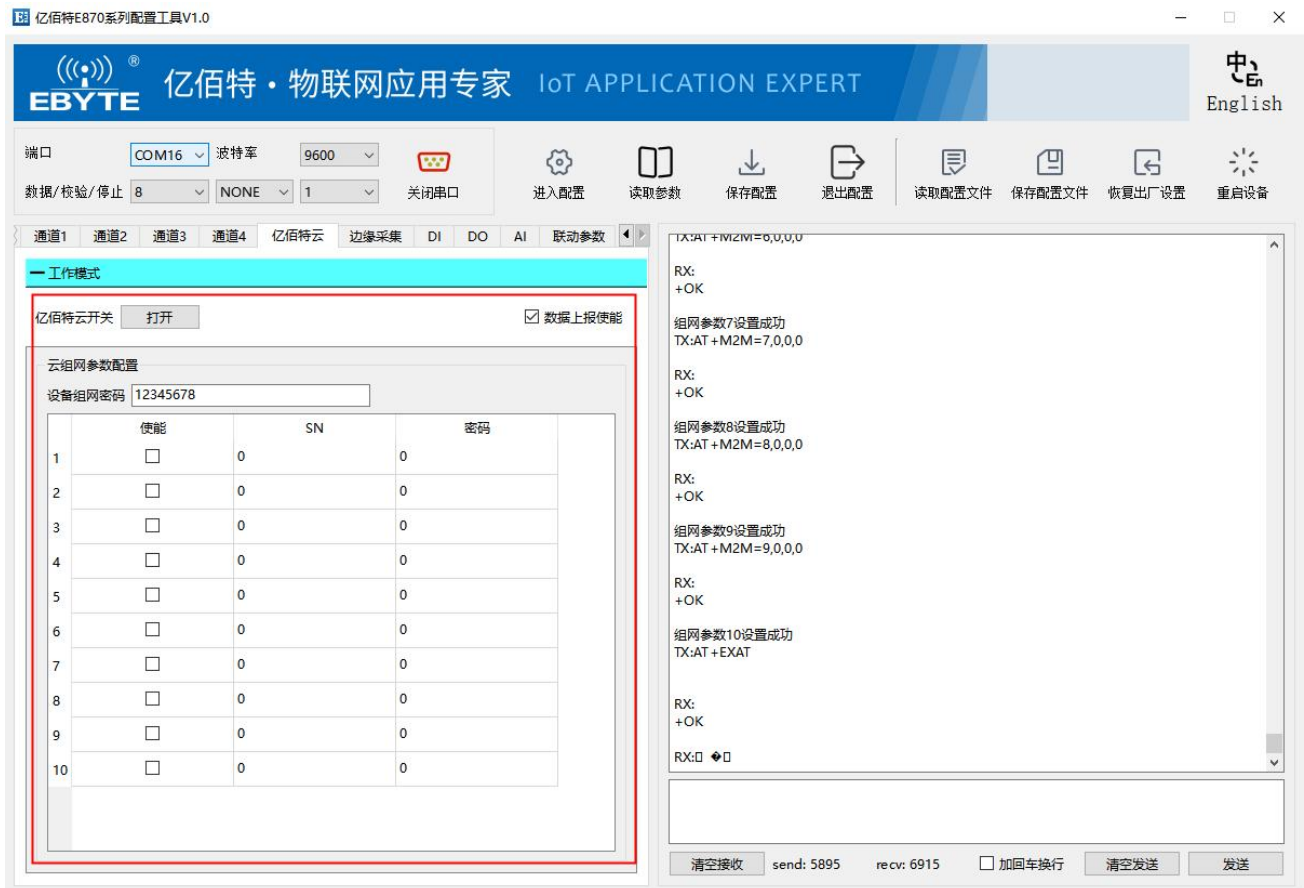 亿佰特E870系列配置工具V1.0
EBYTE ® 亿佰特·物联网应用专家 IoT APPLICATION EXPERT
中 En
English
端口 COM16 波特率 9600
数据/校验/停止 8 NONE 1 关闭串口
进入配置 读取参数 保存配置 退出配置 读取配置文件 保存配置文件 恢复出厂设置 重启设备
通道1 通道2 通道3 通道4 亿佰特云 边缘采集 DI DO AI 联动参数
工作模式
亿佰特云开关 打开 数据上报使能
云组网参数配置
设备组网密码 12345678
使能 SN 密码
1 0 0
2 0 0
3 0 0
4 0 0
5 0 0
6 0 0
7 0 0
8 0 0
9 0 0
10 0 0
TX:AT+M2M=6,0,0,0
RX:
+OK
组网参数7设置成功
TX:AT+M2M=7,0,0,0
RX:
+OK
组网参数8设置成功
TX:AT+M2M=8,0,0,0
RX:
+OK
组网参数9设置成功
TX:AT+M2M=9,0,0,0
RX:
+OK
组网参数10设置成功
TX:AT+EXAT
RX:
+OK
RX:
清空接收 send: 5895 recv: 6915 加回车换行 清空发送 发送